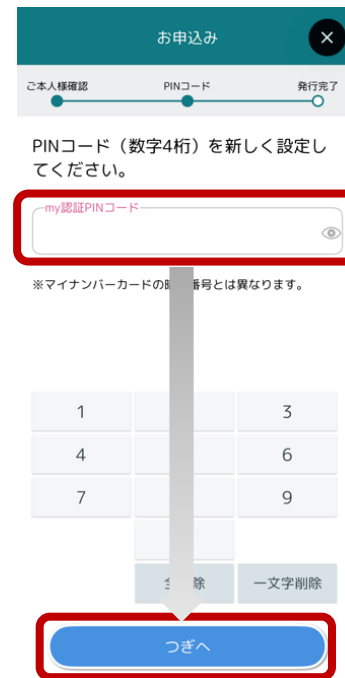 お申込み
ご本人様確認 PINコード 発行完了
PINコード（数字4桁）を新しく設定し
てください。
my認証PINコード
※マイナンバーカードの 番号とは異なります。
1 3
4 6
7 9
一文字削除
つぎへ